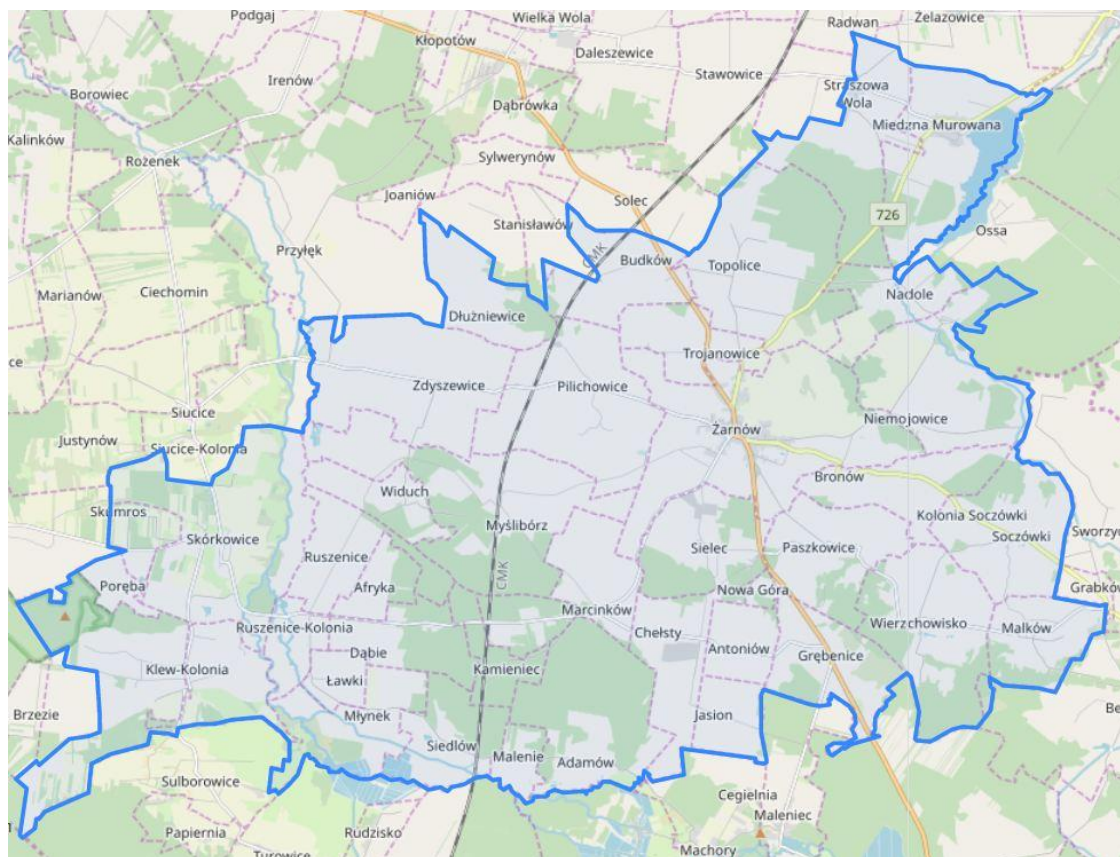 Podgaj
Wielka Wola
Radwan
Żelazowice
Kłopotów
Daleszewice
Irenów
Stawowice
Borowiec
Straszowa
Wola
Dąbrówka
Miedzna Murowana
Kalinków
Rożenek
Sylwerynów
Joaniów
Solec
726
Stanisławów
Ossa
Przyłęk
CMK
Budków
Topolice
Marianów
Ciechomin
Nadole
Dłużniewice
Trojanowice
Zdyszewice
Pilichowice
Siucice
Niemojowice
Żarnów
Justynów
Siucice-Kolonia
Bronów
Widuch
Skumros
Kolonia Soczówki
Myślibórz
Soczówki
Skórkowice
Sielec
Paszkowice
Ruszenice
CMK
Poręba
Afryka
Nowa Góra
Marcinków
Ruszenice-Kolonia
Chełsty
Wierzchowisko
Malków
Dąbie
Antoniów
Grębenice
Klew-Kolonia
Kamieniec
Ławki
Brzezie
Młynek
Jasion
Siedlów
Malenie
Adamów
Sulborowice
Cegielnia
Maleniec
Papiernia
Rudzisko
Machory